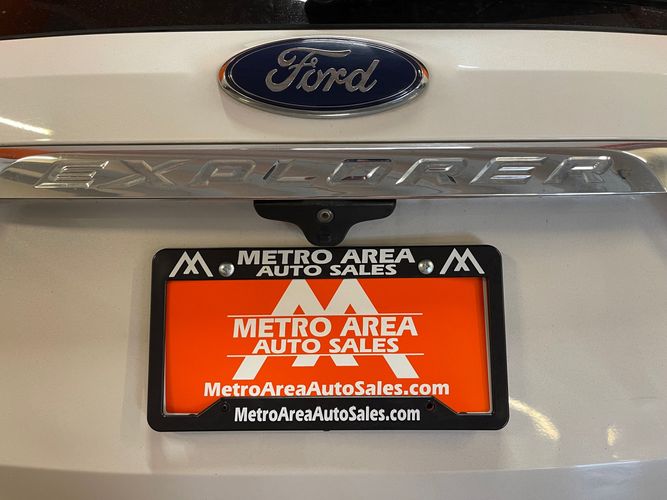 Ford
EXPLORER
METRO AREA
AUTO SALES
METRO AREA
AUTO SALES
MetroAreaAutoSales.com
MetroAreaAutoSales.com